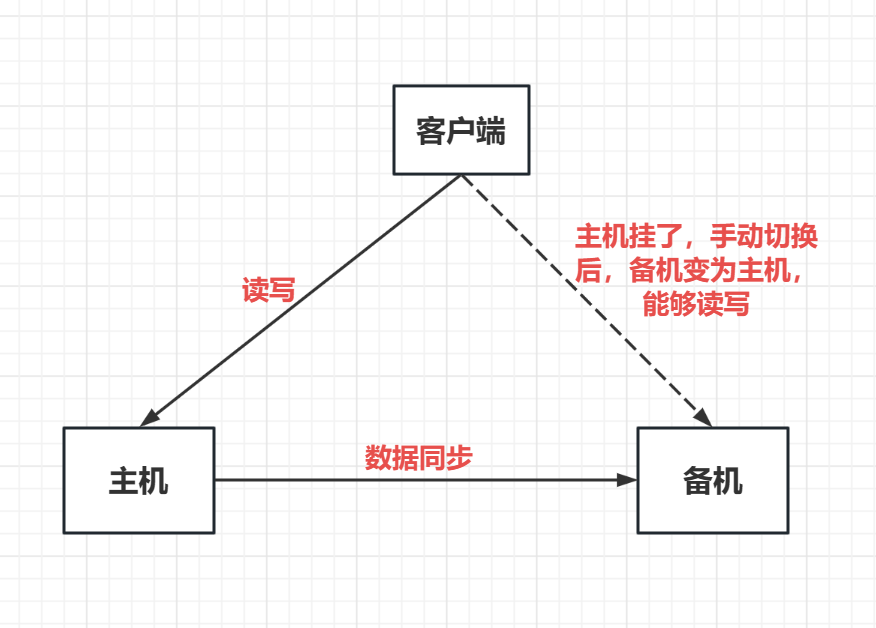 客户端
主机挂了，手动切换
后，备机变为主机，
能够读写
读写
数据同步
主机
备机